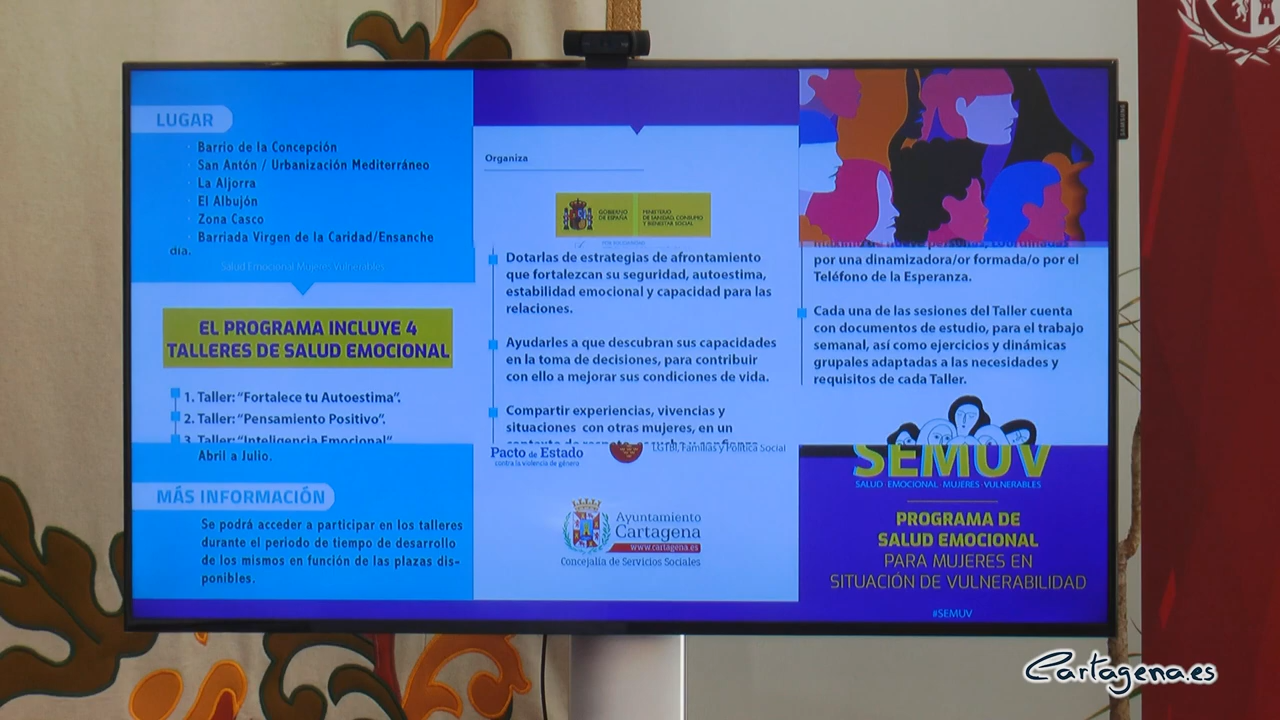 LUGAR
Barrio de la Concepción
San Antón / Urbanización Mediterráneo
La Aljorra
El Albujón
Zona Casco
Barriada Virgen de la Caridad/Ensanche
día.
Salud Emocional Mujeres Vulnerables
EL PROGRAMA INCLUYE 4
TALLERES DE SALUD EMOCIONAL
1. Taller: “Fortalece tu Autoestima”.
2. Taller: “Pensamiento Positivo”.
3. Taller: “Inteligencia Emocional”
Abril a Julio.
MÁS INFORMACIÓN
Se podrá acceder a participar en los talleres
durante el periodo de tiempo de desarrollo
de los mismos en función de las plazas dis-
ponibles.
Organiza
GOBIERNO
DE ESPAÑA
MINISTERIO
DE SANIDAD, CONSUMO
Y BIENESTAR SOCIAL
Dotarlas de estrategias de afrontamiento
que fortalezcan su seguridad, autoestima,
estabilidad emocional y capacidad para las
relaciones.
Ayudarles a que descubran sus capacidades
en la toma de decisiones, para contribuir
con ello a mejorar sus condiciones de vida.
Compartir experiencias, vivencias y
situaciones con otras mujeres, en un
Pacto de Estado
contra la violencia de género
LGTBI, Familias y Política Social
Ayuntamiento
Cartagena
www.cartagena.es
Concejalía de Servicios Sociales
por una dinamizadora/or formada/o por el
Teléfono de la Esperanza.
Cada una de las sesiones del Taller cuenta
con documentos de estudio, para el trabajo
semanal, así como ejercicios y dinámicas
grupales adaptadas a las necesidades y
requisitos de cada Taller.
SEMUV
SALUD·EMOCIONAL·MUJERES·VULNERABLES
PROGRAMA DE
SALUD EMOCIONAL
PARA MUJERES EN
SITUACIÓN DE VULNERABILIDAD
#SEMUV
SAMSUNG
Cartagena.es